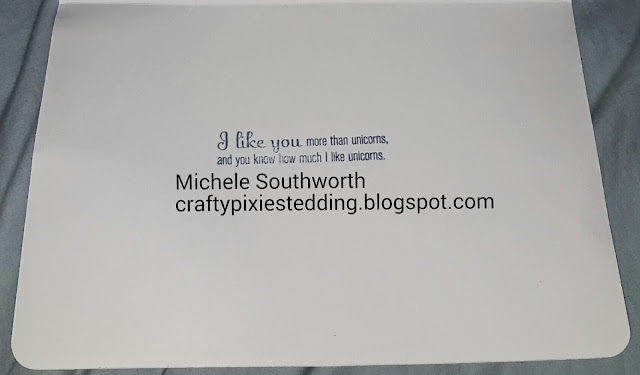 I like you more than unicorns,
and you know how much I like unicorns.
Michele Southworth
craftypixiestedding.blogspot.com